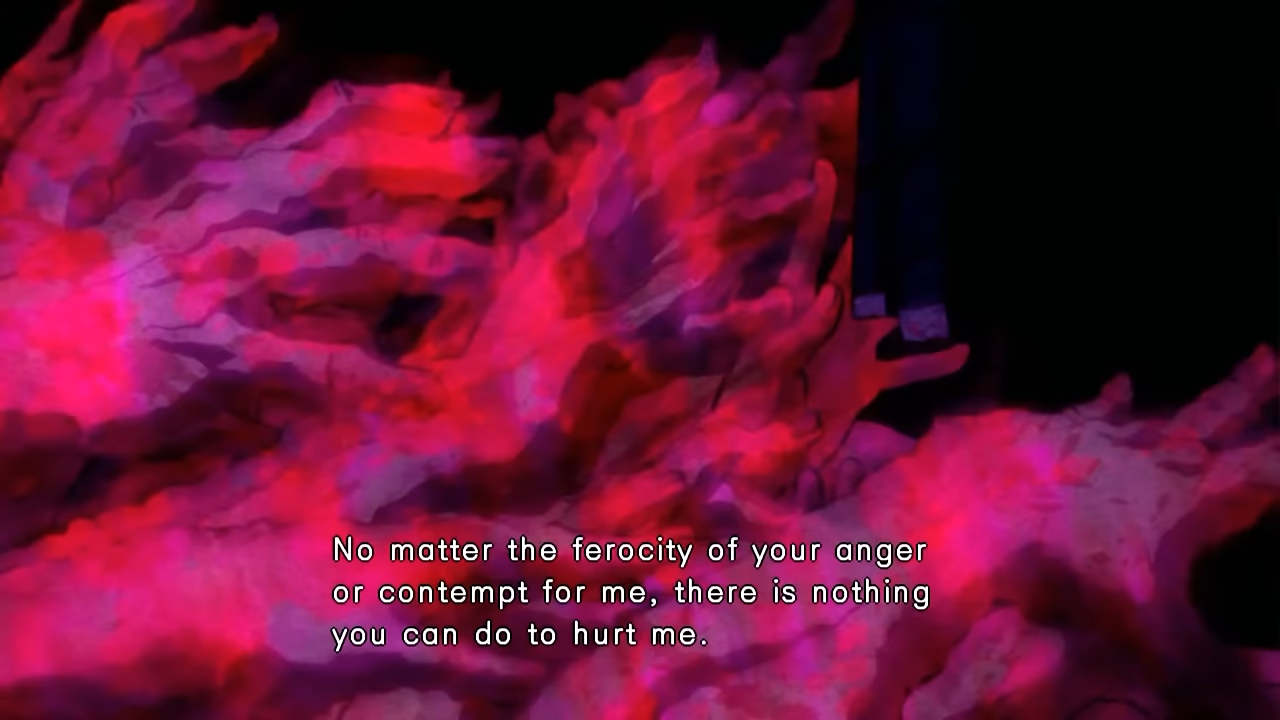 No matter the ferocity of your anger
or contempt for me, there is nothing
you can do to hurt me.